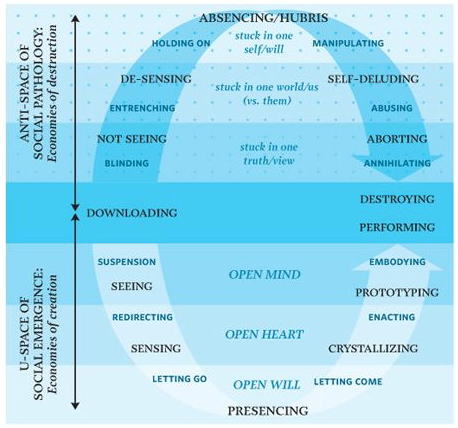 ANTI-SPACE OF
SOCIAL PATHOLOGY:
Economies of destruction
ABSENCING/HUBRIS
HOLDING ON
stuck in one
self/will
MANIPULATING
DE-SENSING
stuck in one world/us
(vs. them)
SELF-DELUDING
ENTRENCHING
ABUSING
NOT SEEING
stuck in one
truth/view
ABORTING
BLINDING
ANNIHILATING
DESTROYING
DOWNLOADING
PERFORMING
U-SPACE OF
SOCIAL EMERGENCE:
Economies of creation
SUSPENSION
OPEN MIND
EMBODYING
SEEING
PROTOTYPING
REDIRECTING
OPEN HEART
ENACTING
SENSING
CRYSTALLIZING
LETTING GO
OPEN WILL
LETTING COME
PRESENCING